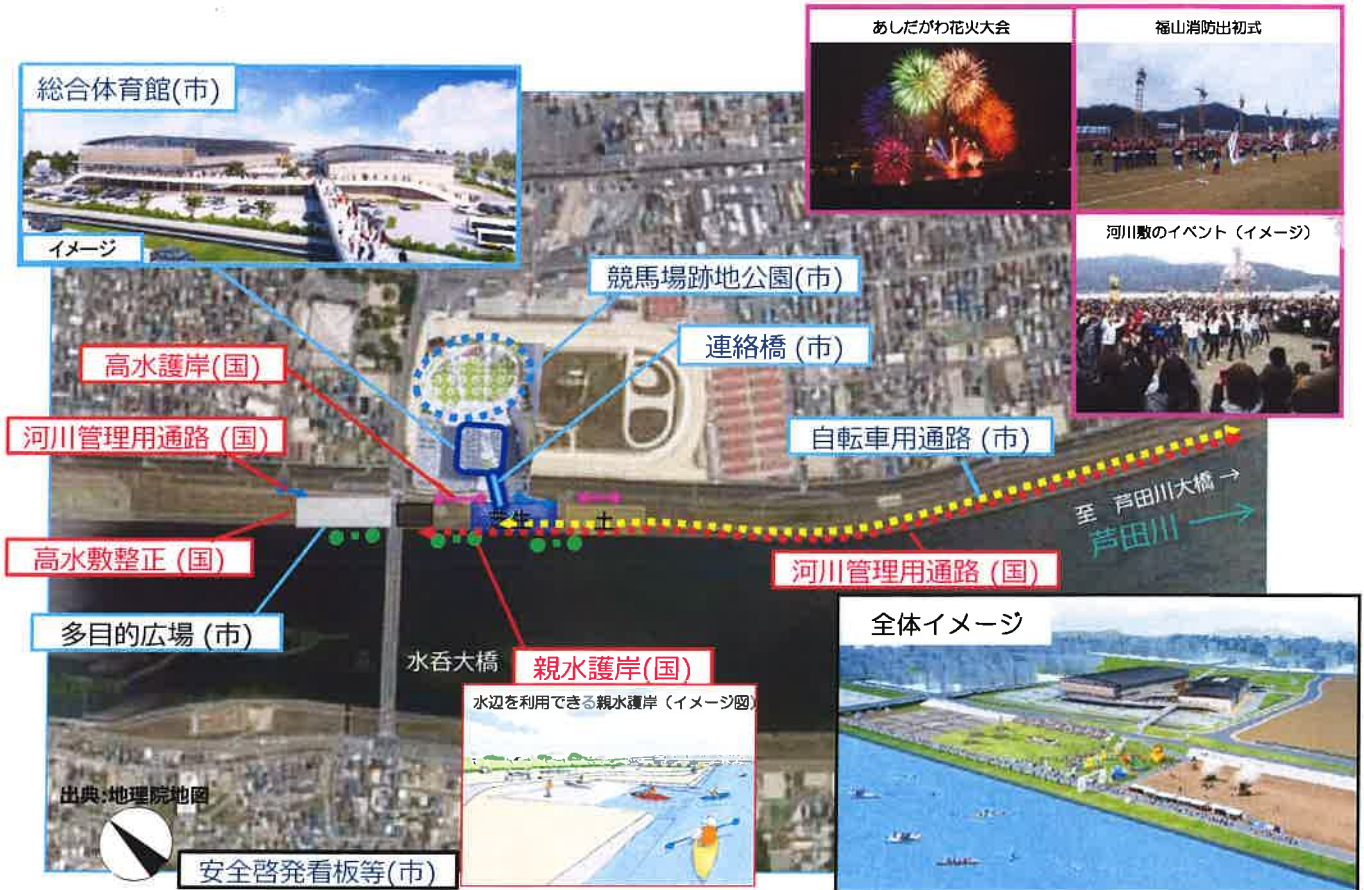 あしだがわ花火大会
福山消防出初式
総合体育館(市)
イメージ
河川敷のイベント（イメージ）
競馬場跡地公園(市)
連絡橋 (市)
高水護岸(国)
河川管理用通路 (国)
自転車用通路 (市)
芝生
土
至 芦田川大橋 →
芦田川
高水敷整正 (国)
河川管理用通路 (国)
多目的広場 (市)
水呑大橋
親水護岸(国)
水辺を利用できる親水護岸（イメージ図)
全体イメージ
出典:地理院地図
安全啓発看板等(市)